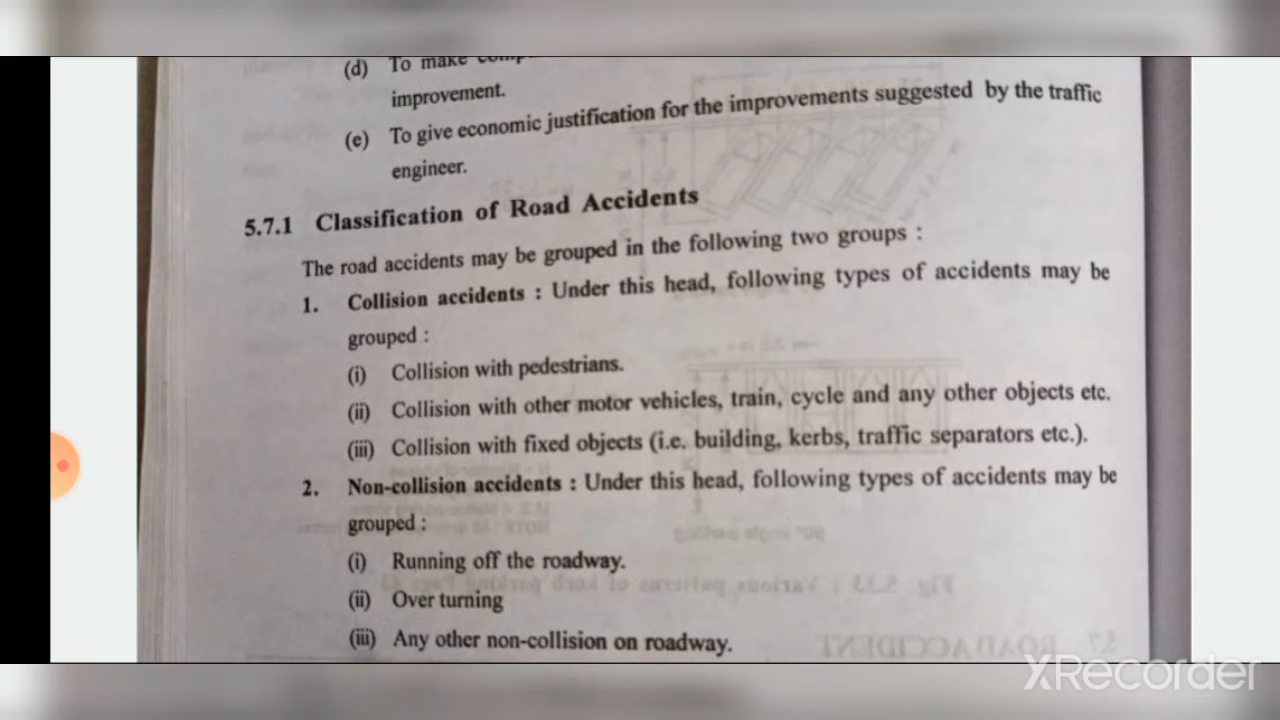 (d) To make
improvement.
(e) To give economic justification for the improvements suggested by the traffic
engineer.
5.7.1 Classification of Road Accidents
The road accidents may be grouped in the following two groups :
1. Collision accidents : Under this head, following types of accidents may be
grouped :
(i) Collision with pedestrians.
(ii) Collision with other motor vehicles, train, cycle and any other objects etc.
(iii) Collision with fixed objects (i.e. building, kerbs, traffic separators etc.).
2. Non-collision accidents : Under this head, following types of accidents may be
grouped :
(i) Running off the roadway.
(ii) Over turning
(iii) Any other non-collision on roadway.
XRecorder